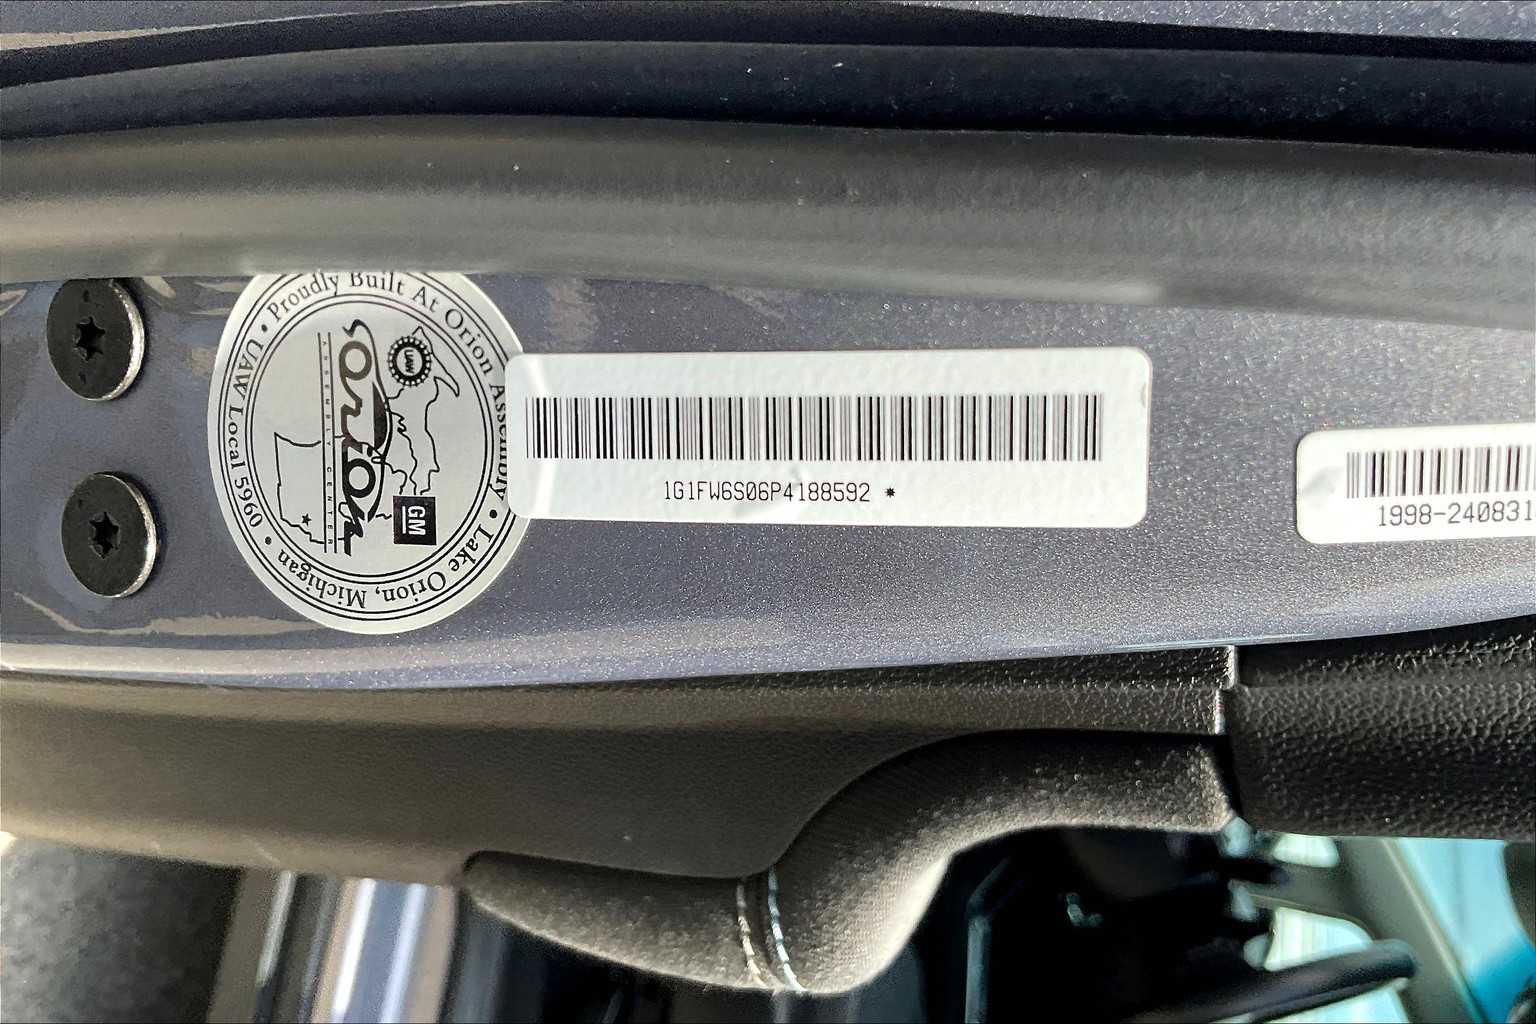 Proudly Built At Orion Assembly • Lake Orion, Michigan • UAW Local 5960 •
UAW
orion
ASSEMBLY CENTER
GM
1G1FW6S06P4188592 *
1998-240831